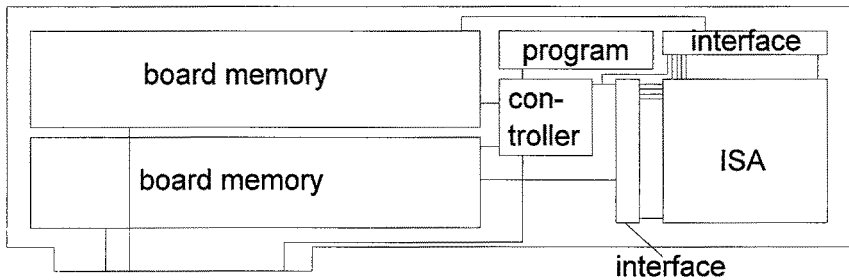 board memory
program
interface
con-
troller
board memory
ISA
interface